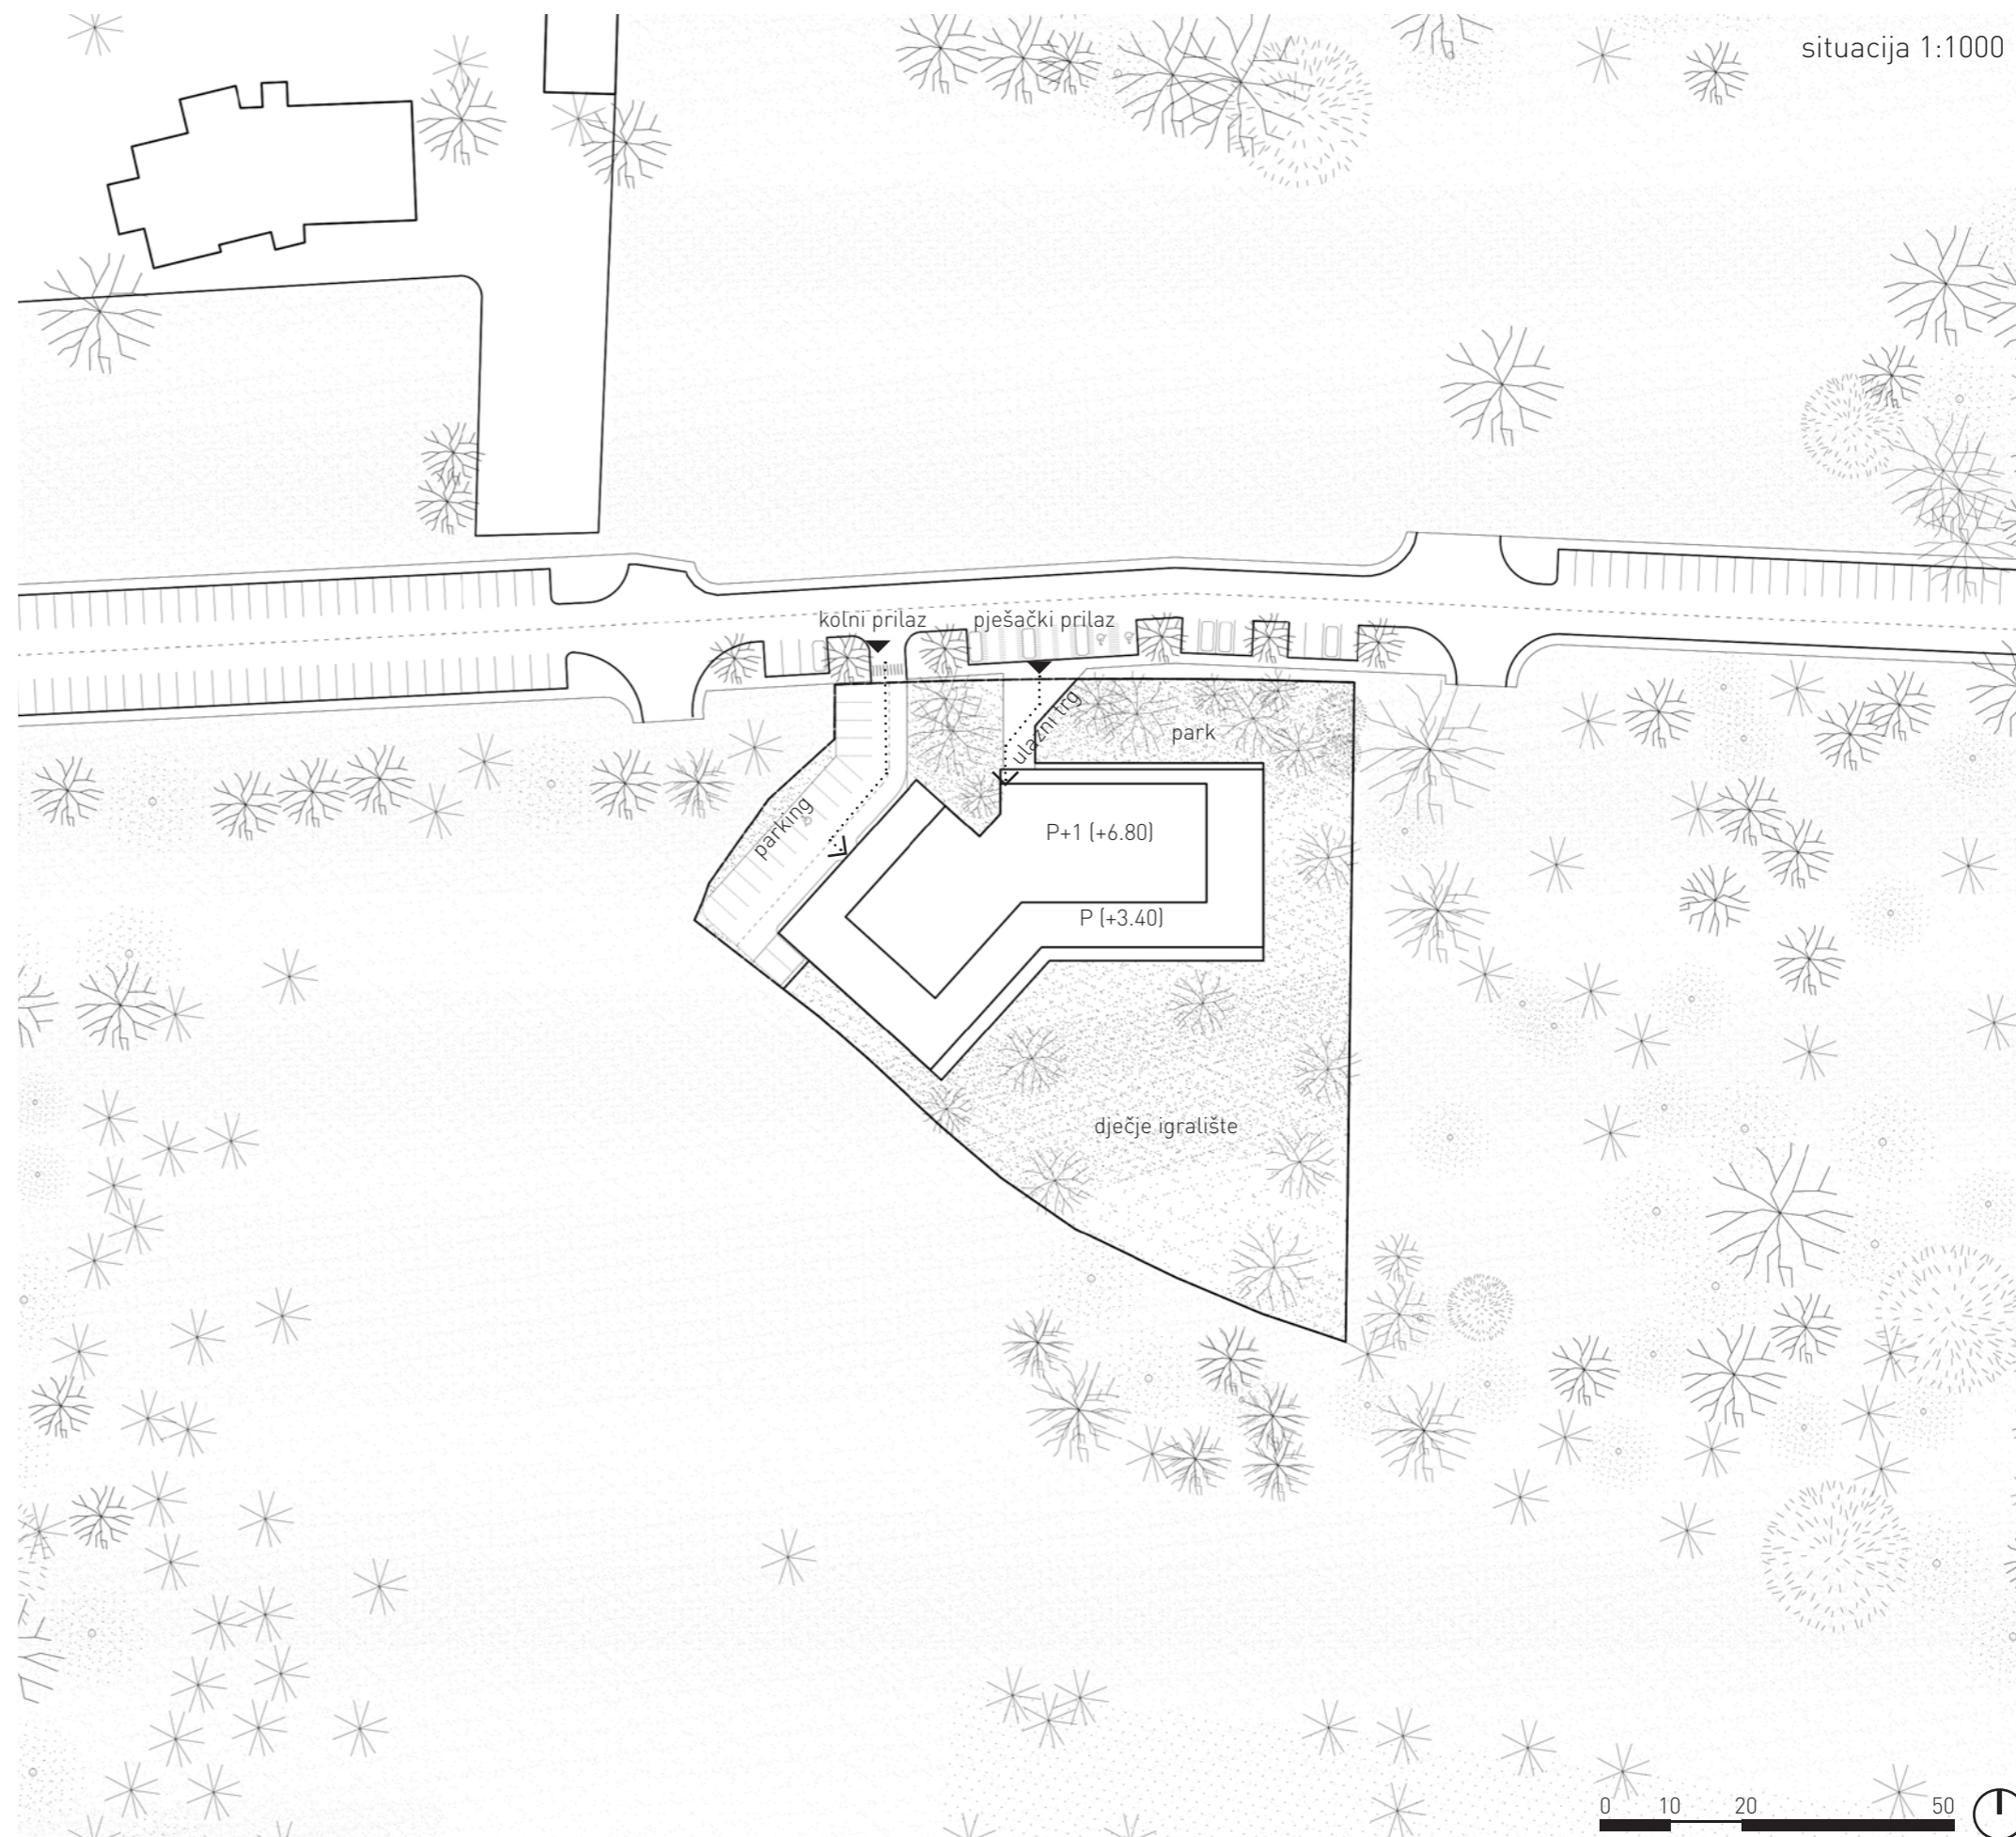 situacija 1:1000
kolni prilaz
pješački prilaz
ulazni trg
park
parking
P+1 (+6.80)
P (+3.40)
dječje igralište
0 10 20 50